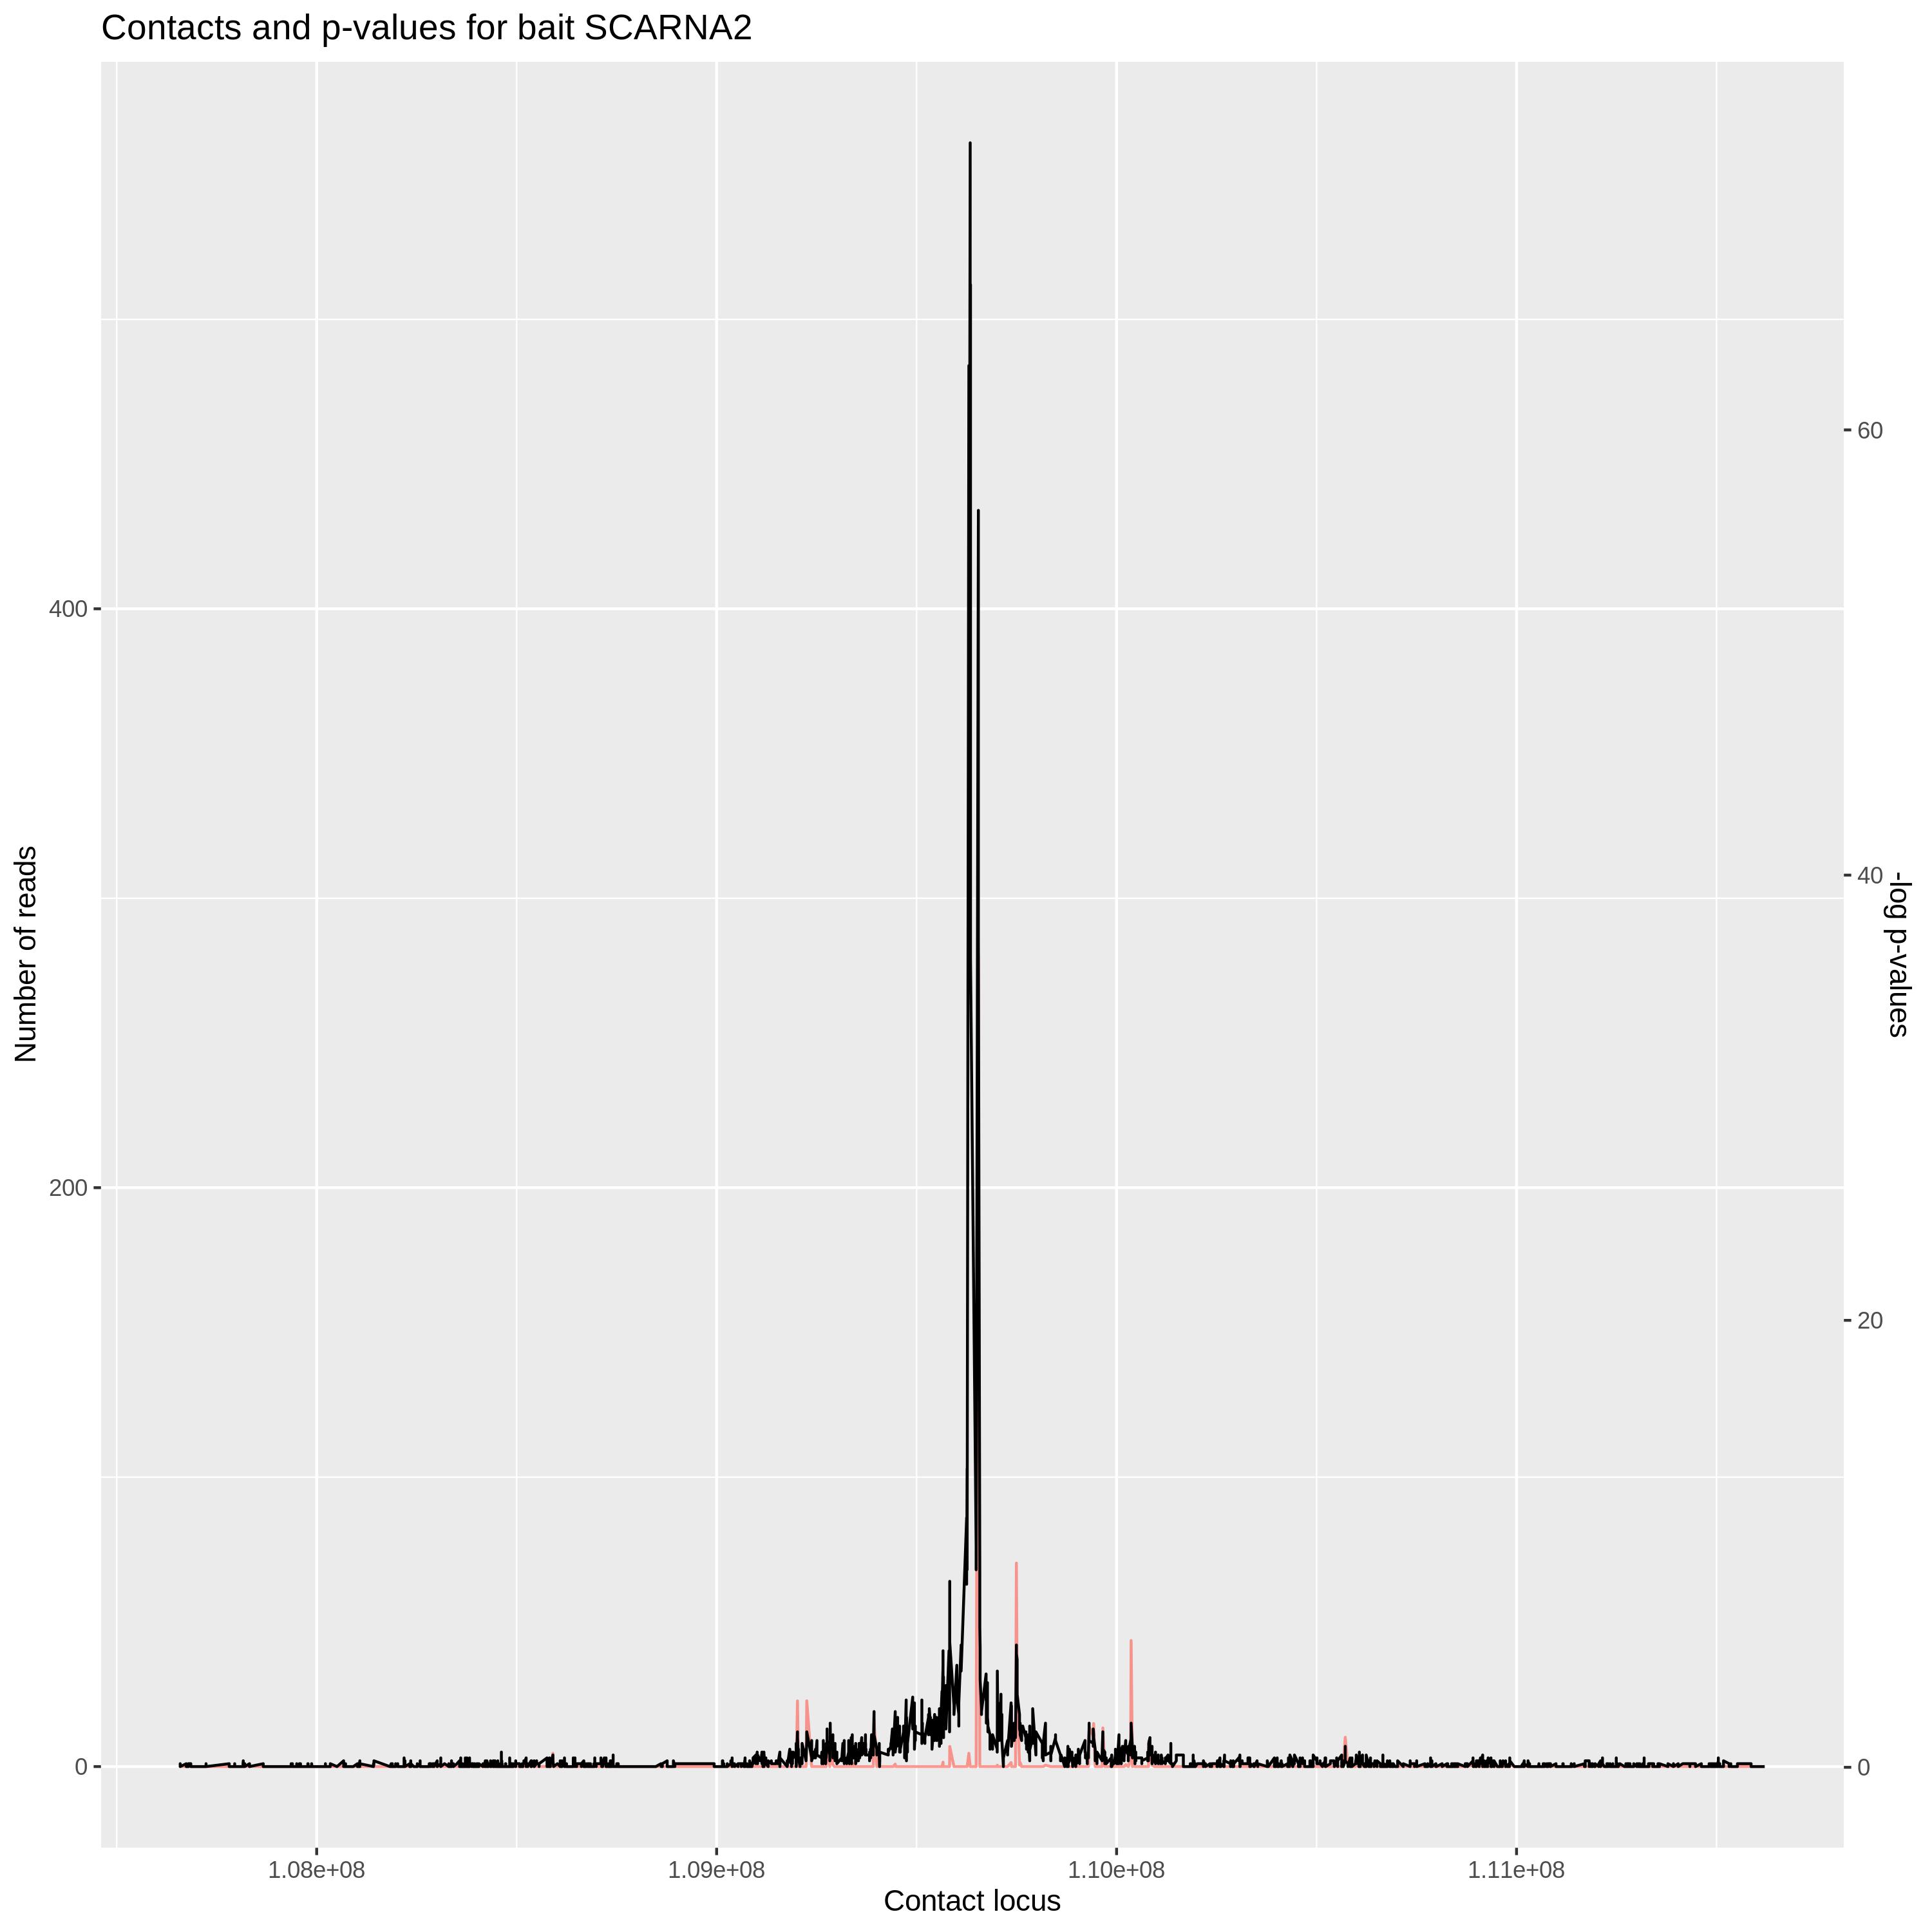 Contacts and p-values for bait SCARNA2
Number of reads
400
200
0
60
40
20
0
-log p-values
1.08e+08
1.09e+08
1.10e+08
1.11e+08
Contact locus